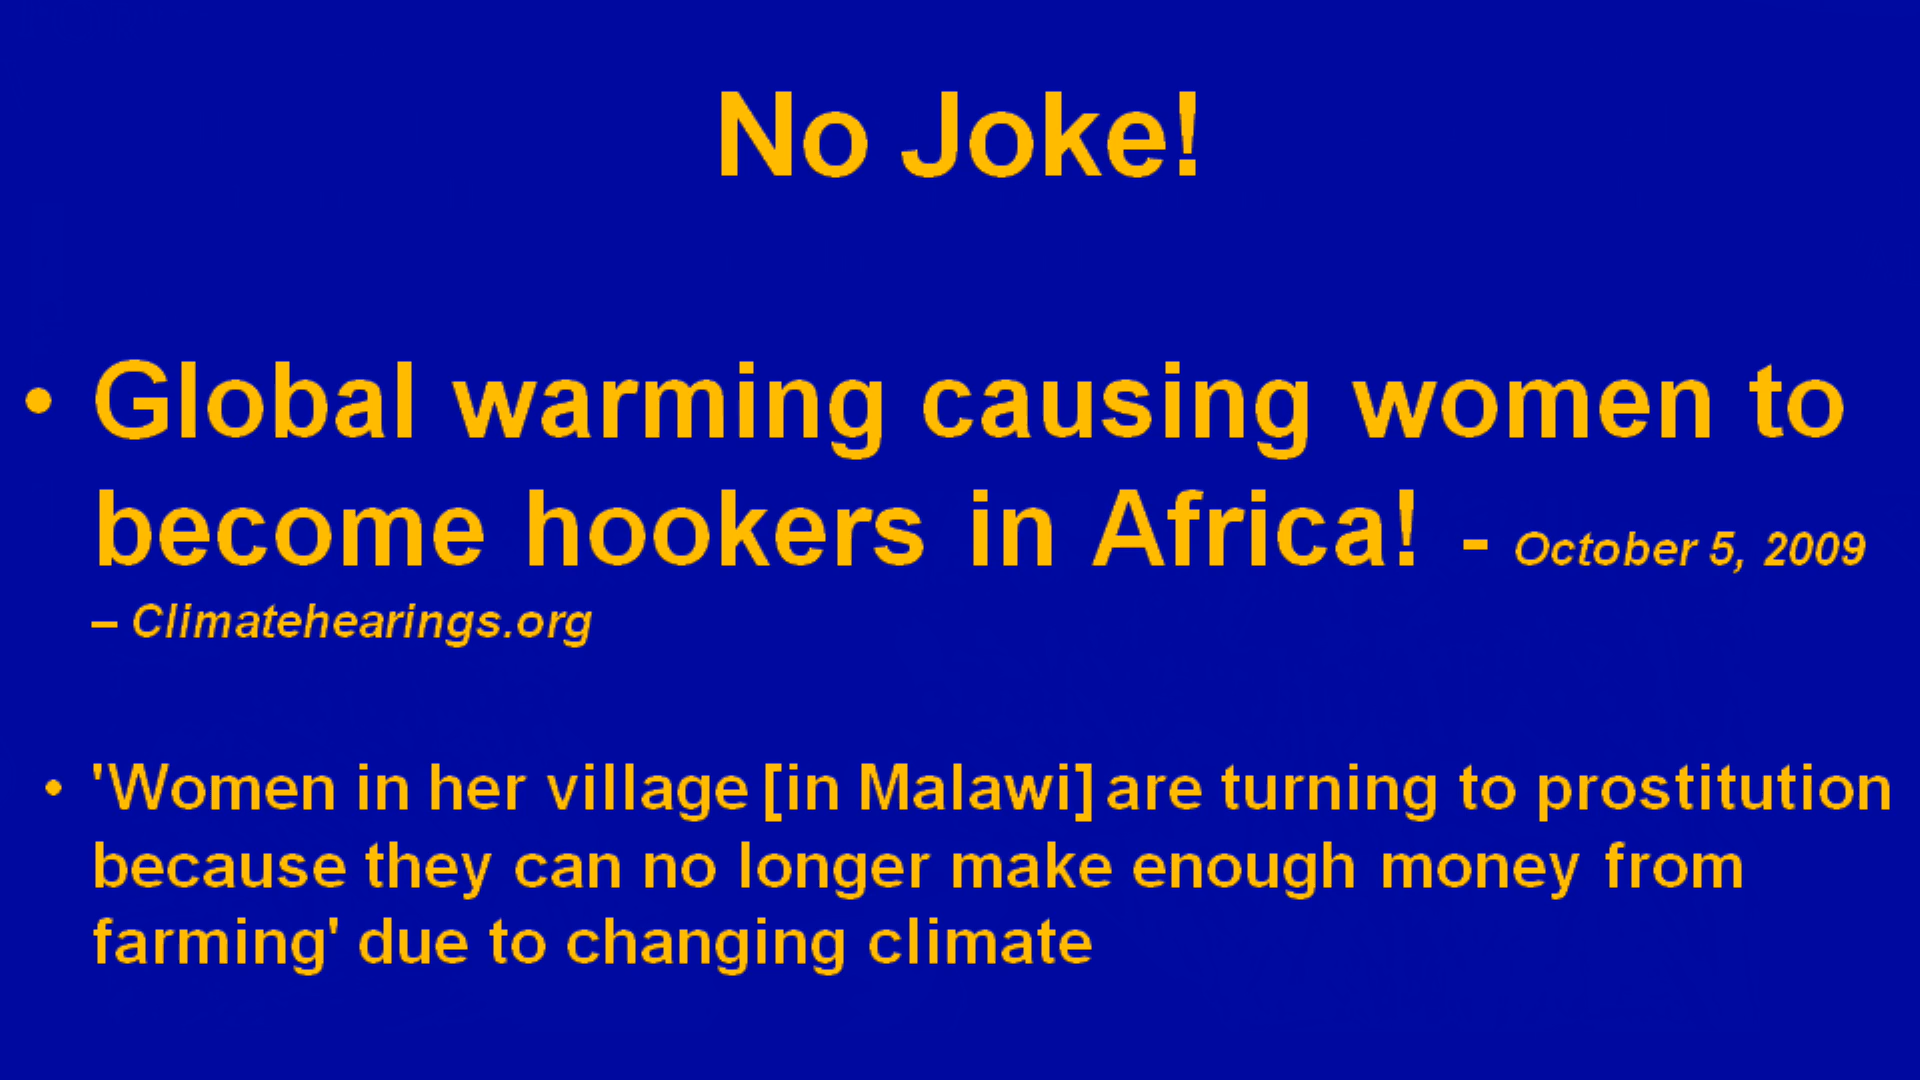 No Joke!
• Global warming causing women to
become hookers in Africa! - October 5, 2009
– Climatehearings.org
• 'Women in her village [in Malawi] are turning to prostitution
because they can no longer make enough money from
farming' due to changing climate